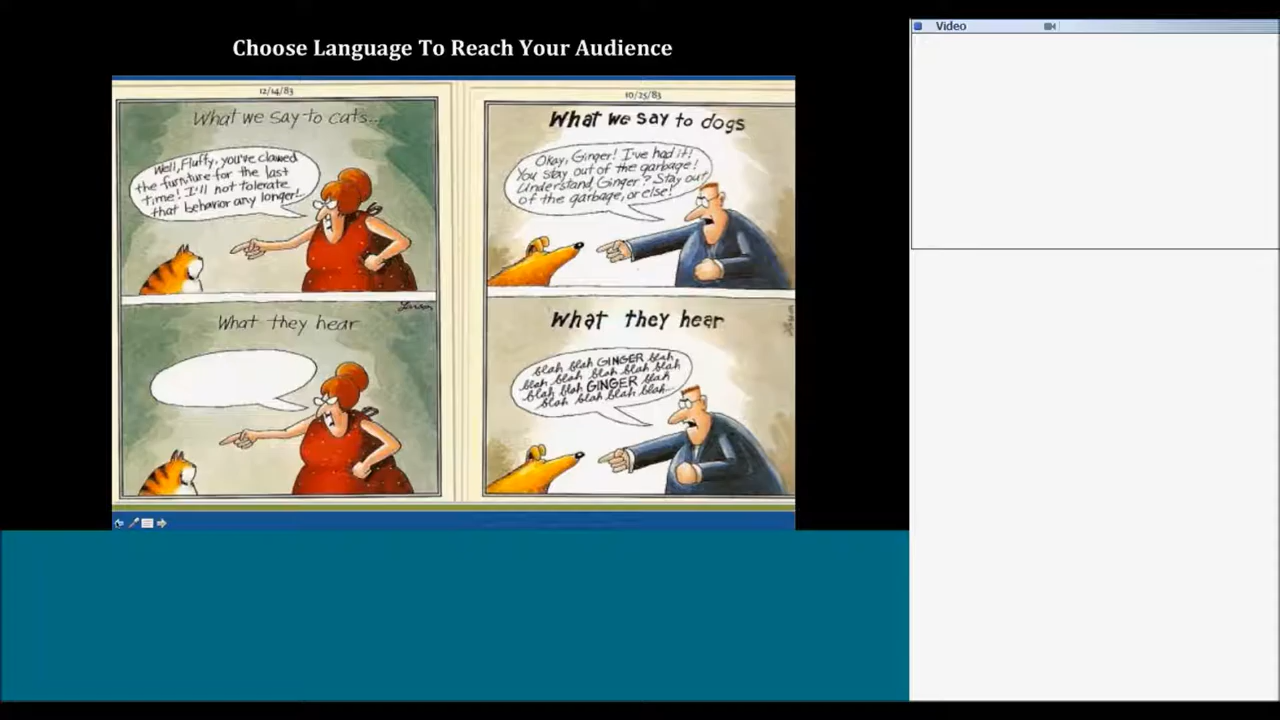 Choose Language To Reach Your Audience
Video
12/14/83
What we say to cats...
Well, Fluffy, you've clawed
the furniture for the last
time! I'll not tolerate
that behavior any longer!
Larson
What they hear
10/25/83
What we say to dogs
Okay, Ginger! I've had it!
You stay out of the garbage!
Understand, Ginger? Stay out
of the garbage, or else!
What they hear
blah blah GINGER blah
blah blah blah blah blah
blah blah GINGER blah
blah blah blah blah...